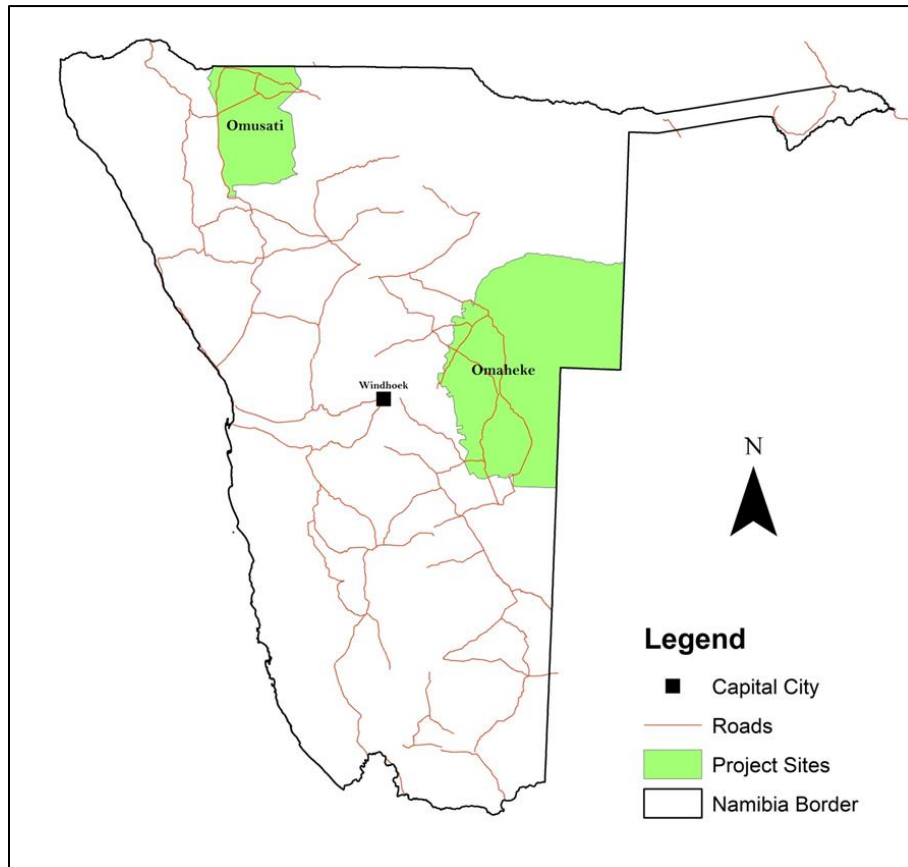 Omusati
Omaheke
Windhoek
N
Legend
Capital City
Roads
Project Sites
Namibia Border